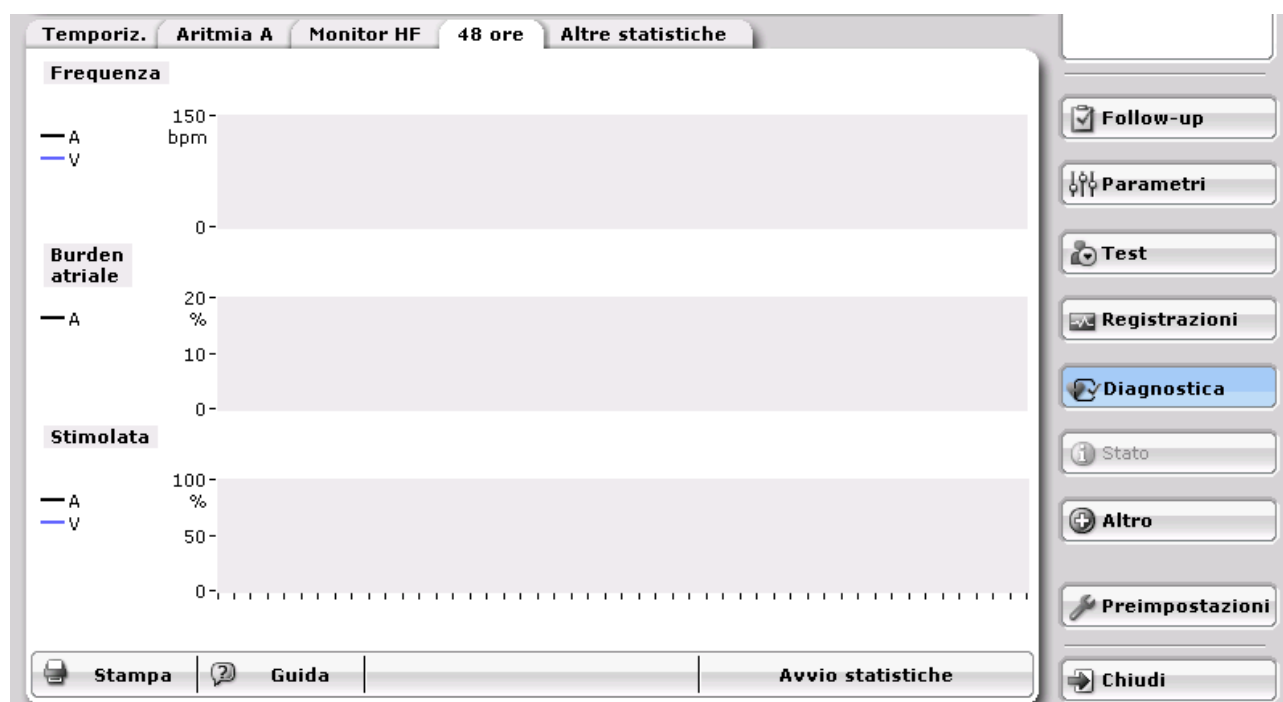 Temporiz. Aritmia A Monitor HF 48 ore Altre statistiche
Frequenza
150
bpm
A
V
0
Burden
atriale
20
%
A
10
0
Stimolata
100
%
A
V
50
0
Stampa Guida Avvio statistiche
Follow-up
Parametri
Test
Registrazioni
Diagnostica
Stato
Altro
Preimpostazioni
Chiudi